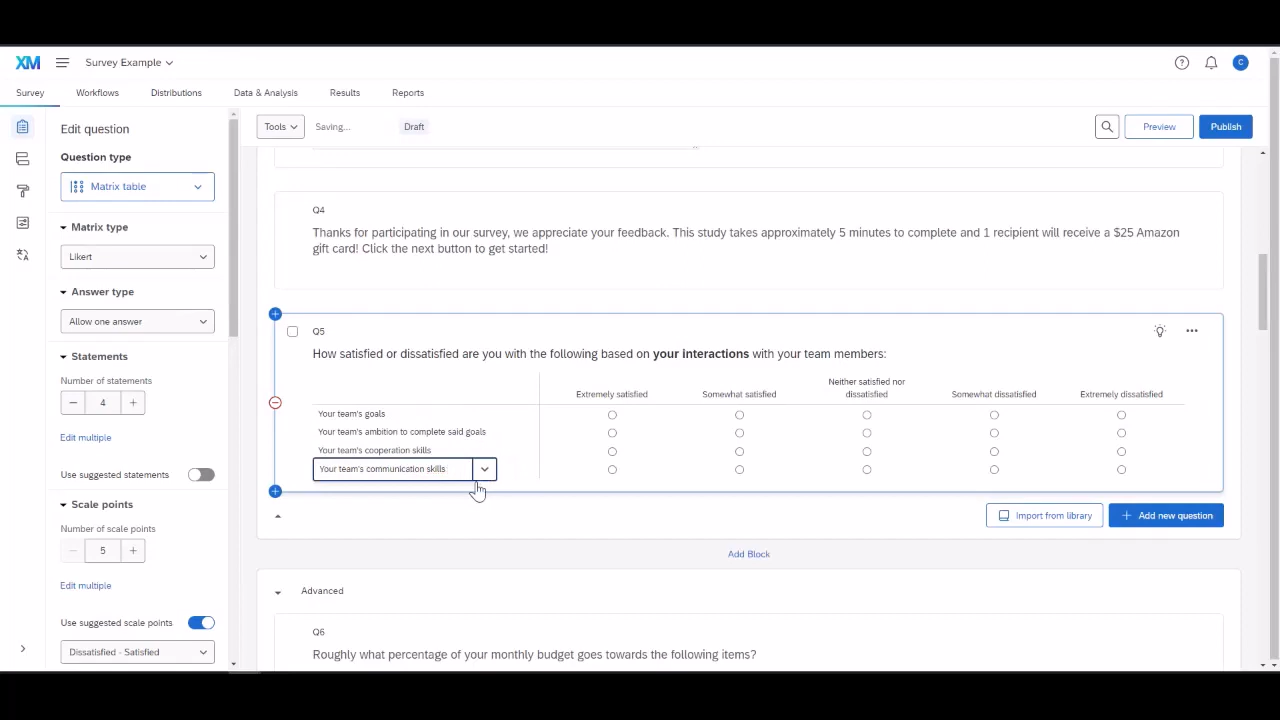 XM
Survey Example
C
Survey
Workflows
Distributions
Data & Analysis
Results
Reports
Edit question
Question type
Matrix table
Matrix type
Likert
Answer type
Allow one answer
Statements
Number of statements
4
Edit multiple
Use suggested statements
Scale points
Number of scale points
5
Edit multiple
Use suggested scale points
Dissatisfied - Satisfied
Tools
Saving...
Draft
Preview
Publish
Q4
Thanks for participating in our survey, we appreciate your feedback. This study takes approximately 5 minutes to complete and 1 recipient will receive a $25 Amazon
gift card! Click the next button to get started!
Q5
How satisfied or dissatisfied are you with the following based on your interactions with your team members:
Extremely satisfied
Somewhat satisfied
Neither satisfied nor
dissatisfied
Somewhat dissatisfied
Extremely dissatisfied
Your team's goals
Your team's ambition to complete said goals
Your team's cooperation skills
Your team's communication skills
Import from library
Add new question
Add Block
Advanced
Q6
Roughly what percentage of your monthly budget goes towards the following items?